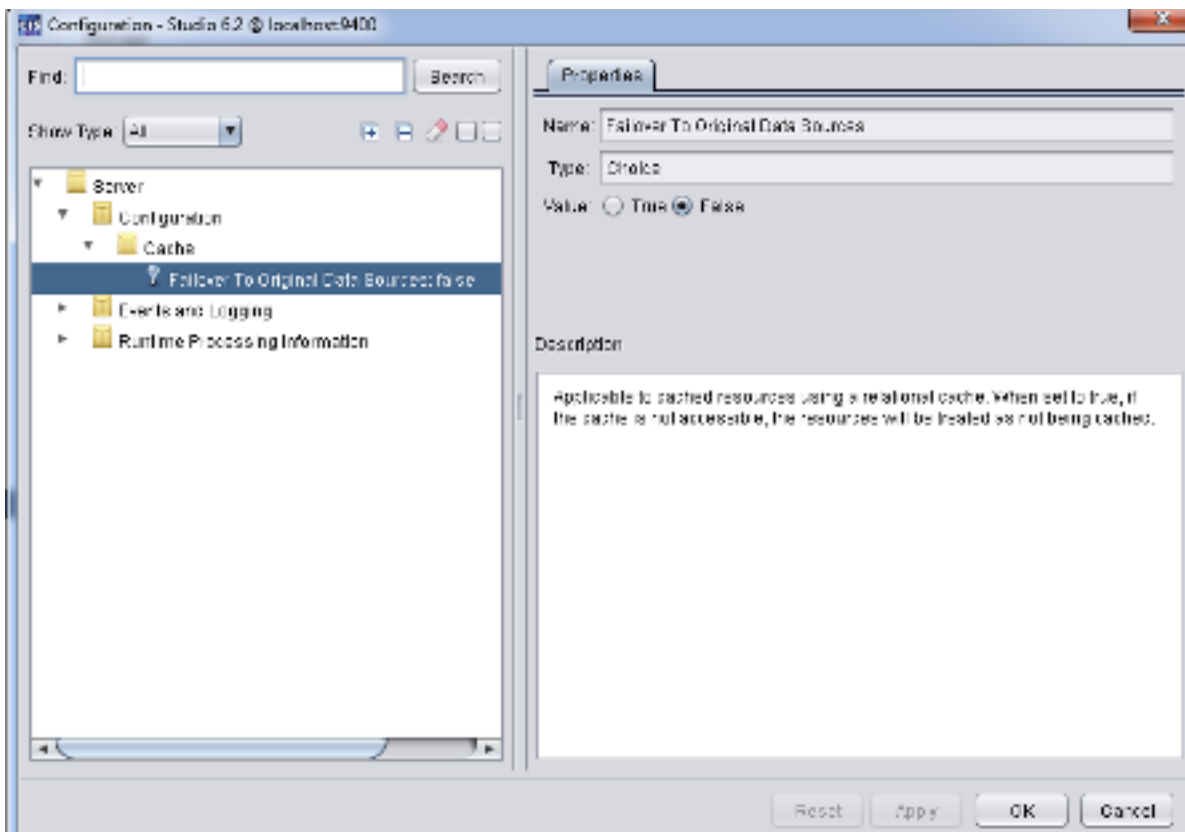 Configuration - Studio 6.2 @ localhost:9400
Find:
Search
Show Type: All
Server
Configuration
Cache
Failover To Original Data Sources: false
Events and Logging
Runtime Processing Information
Properties
Name: Failover To Original Data Sources
Type: Choice
Value: True False
Description
Applicable to cached resources using a relational cache. When set to true, if
the cache is not accessible, the resources will be treated as not being cached.
Reset
Apply
OK
Cancel